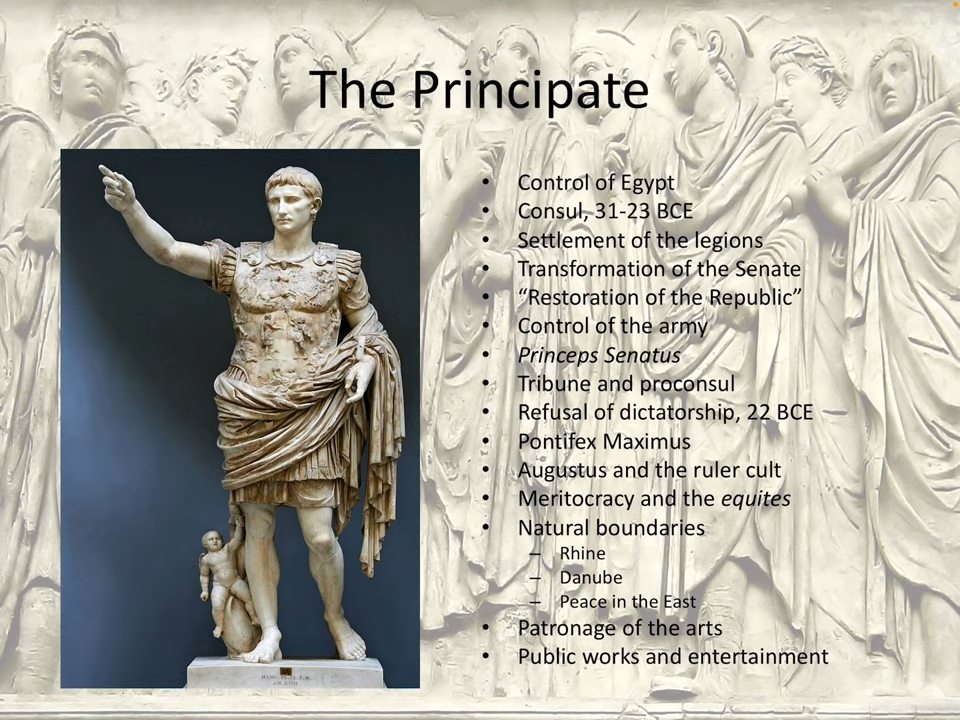 The Principate
• Control of Egypt
• Consul, 31-23 BCE
• Settlement of the legions
• Transformation of the Senate
• “Restoration of the Republic”
• Control of the army
• Princeps Senatus
• Tribune and proconsul
• Refusal of dictatorship, 22 BCE
• Pontifex Maximus
• Augustus and the ruler cult
• Meritocracy and the equites
• Natural boundaries
– Rhine
– Danube
– Peace in the East
• Patronage of the arts
• Public works and entertainment